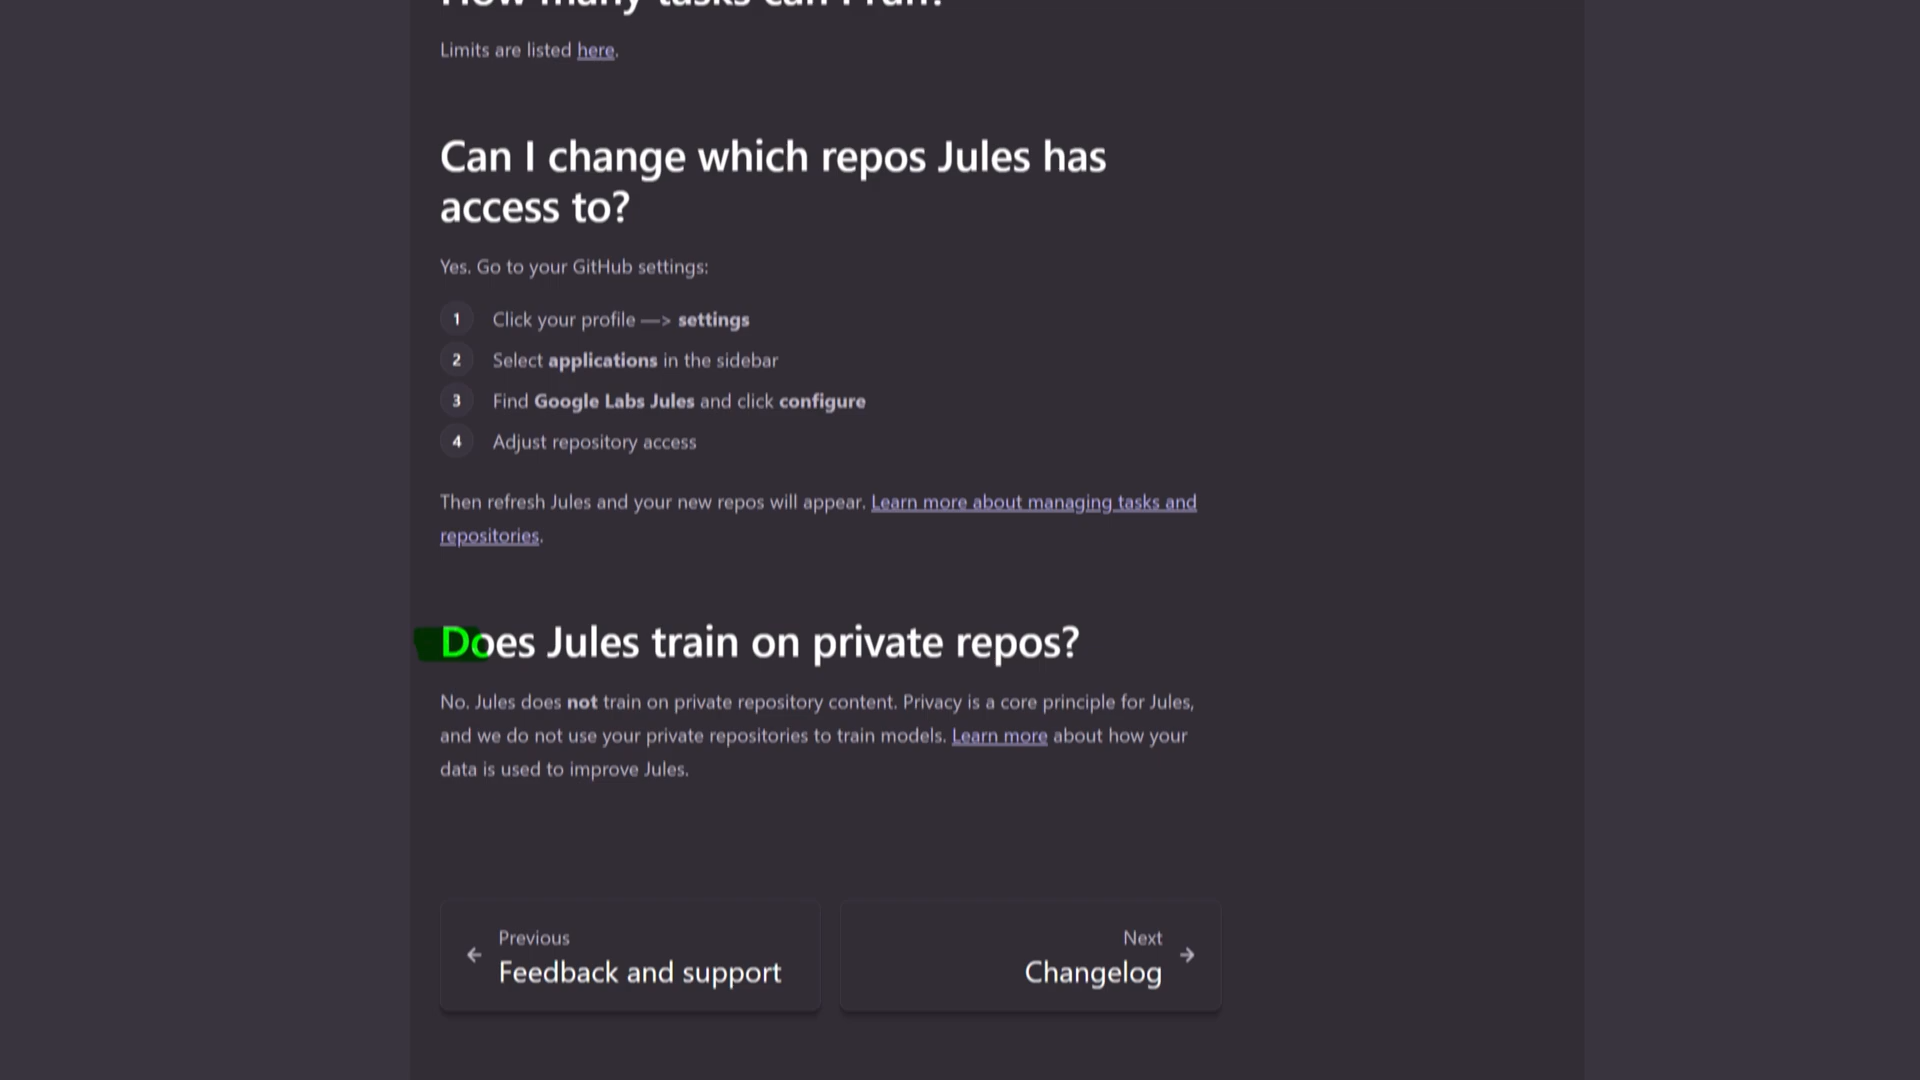 How many tasks can I run?
Limits are listed here.
Can I change which repos Jules has
access to?
Yes. Go to your GitHub settings:
1 Click your profile —> settings
2 Select applications in the sidebar
3 Find Google Labs Jules and click configure
4 Adjust repository access
Then refresh Jules and your new repos will appear. Learn more about managing tasks and
repositories.
Does Jules train on private repos?
No. Jules does not train on private repository content. Privacy is a core principle for Jules,
and we do not use your private repositories to train models. Learn more about how your
data is used to improve Jules.
← Previous
Feedback and support
Next →
Changelog